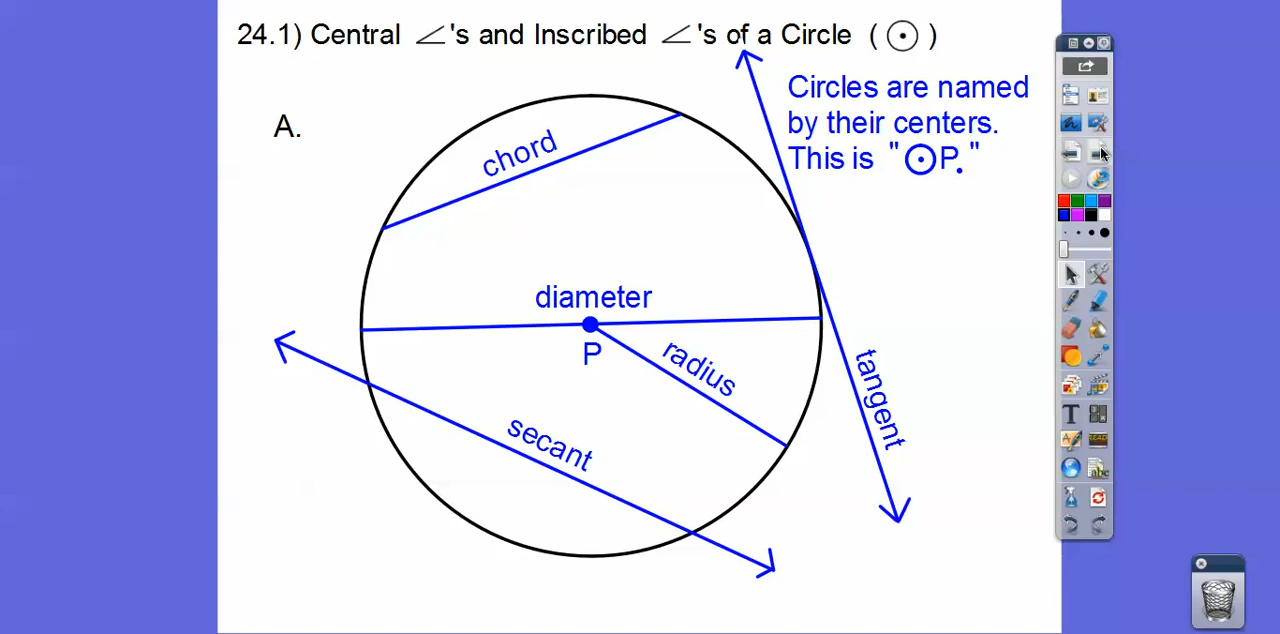 24.1) Central ∠'s and Inscribed ∠'s of a Circle ( ⊙ )
A.
Circles are named
by their centers.
This is "⊙P."
chord
diameter
P
radius
tangent
secant
T